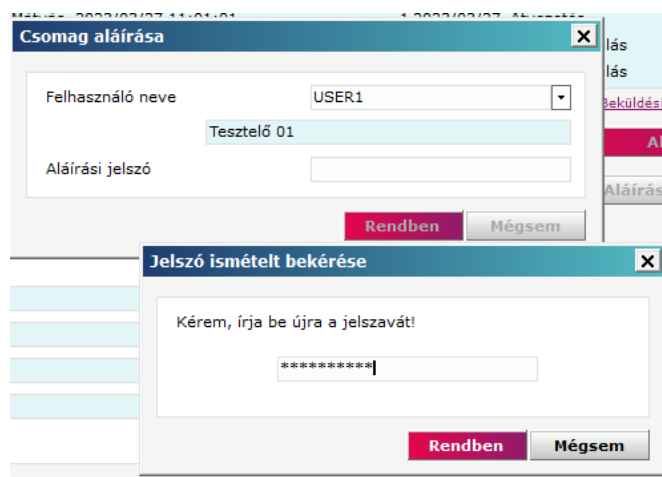 Csomag aláírása
lás
lás
Felhasználó neve USER1
Beküldési
Tesztelő 01
Al
Aláírási jelszó
Aláírás
Rendben Mégsem
Jelszó ismételt bekérése
Kérem, írja be újra a jelszavát!
**********
Rendben Mégsem